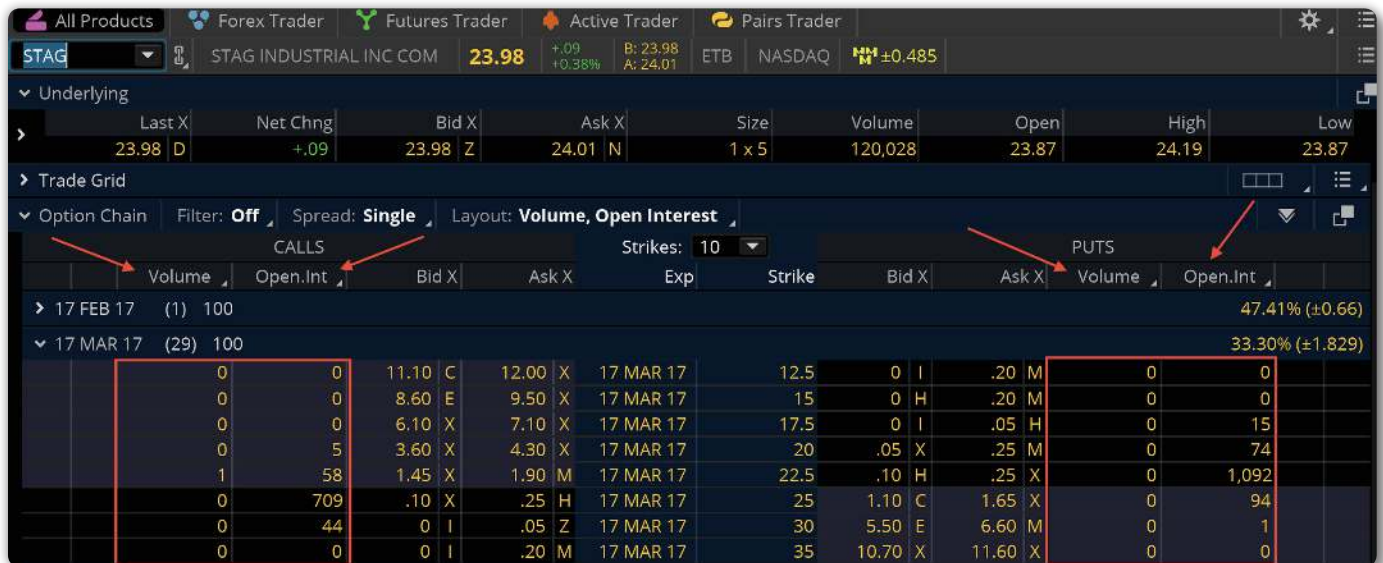 All Products Forex Trader Futures Trader Active Trader Pairs Trader
STAG STAG INDUSTRIAL INC COM 23.98 +.09 +0.38% B: 23.98 A: 24.01 ETB NASDAQ MMM ±0.485
Underlying
Last X Net Chng Bid X Ask X Size Volume Open High Low
23.98 D +.09 23.98 Z 24.01 N 1 x 5 120,028 23.87 24.19 23.87
Trade Grid
Option Chain Filter: Off Spread: Single Layout: Volume, Open Interest
CALLS Strikes: 10 PUTS
Volume Open.Int Bid X Ask X Exp Strike Bid X Ask X Volume Open.Int
17 FEB 17 (1) 100 47.41% (±0.66)
17 MAR 17 (29) 100 33.30% (±1.829)
0 0 11.10 C 12.00 X 17 MAR 17 12.5 0 I .20 M 0 0
0 0 8.60 E 9.50 X 17 MAR 17 15 0 H .20 M 0 0
0 0 6.10 X 7.10 X 17 MAR 17 17.5 0 I .05 H 0 15
0 5 3.60 X 4.30 X 17 MAR 17 20 .05 X .25 M 0 74
1 58 1.45 X 1.90 M 17 MAR 17 22.5 .10 H .25 X 0 1,092
0 709 .10 X .25 H 17 MAR 17 25 1.10 C 1.65 X 0 94
0 44 0 I .05 Z 17 MAR 17 30 5.50 E 6.60 M 0 1
0 0 0 I .20 M 17 MAR 17 35 10.70 X 11.60 X 0 0